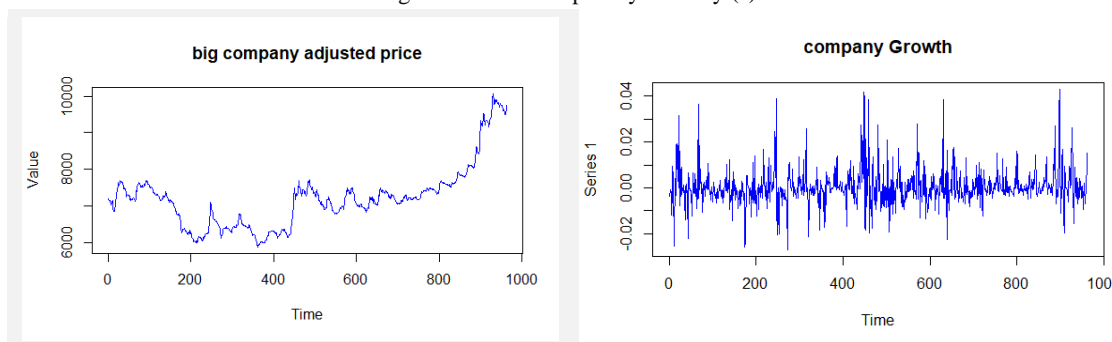 big company adjusted price
Value
10000
8000
6000
0 200 400 600 800 1000
Time
company Growth
Series 1
0.04
0.02
0.00
-0.02
0 200 400 600 800 100
Time